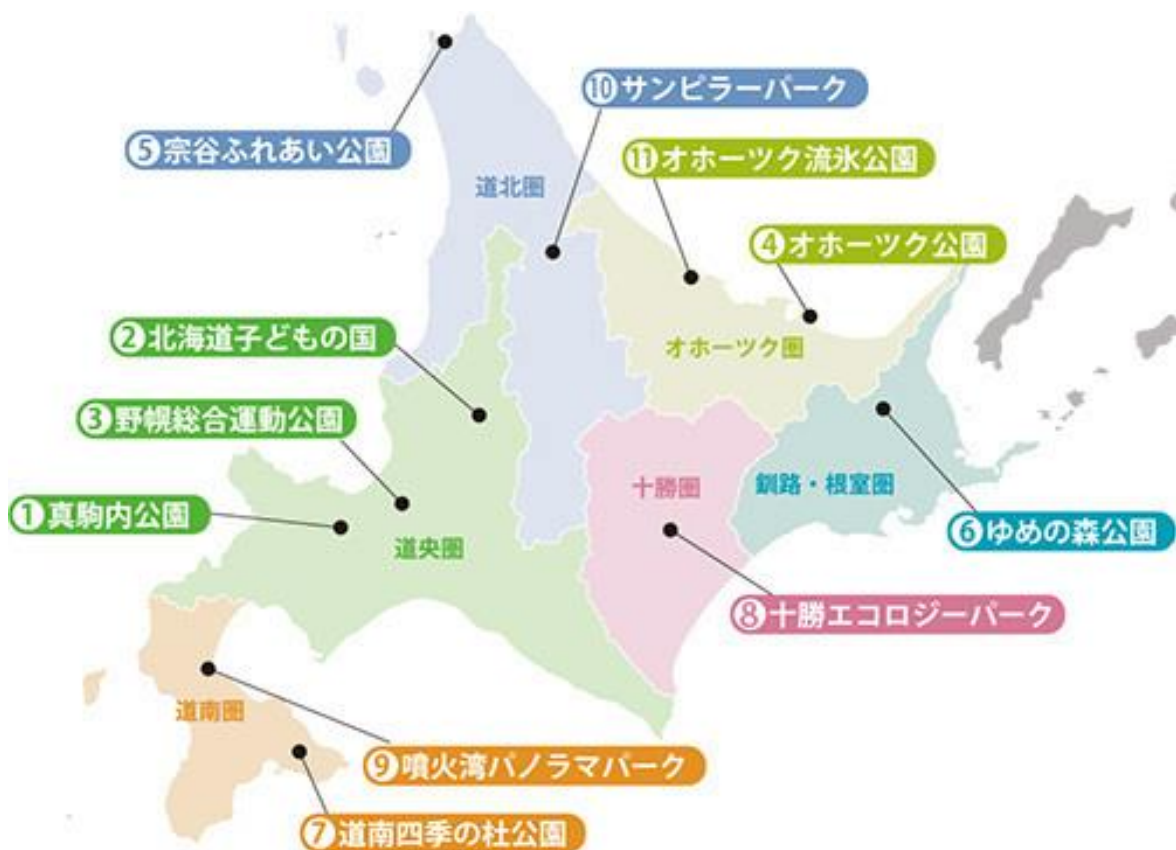 ⑩サンピラーパーク
⑤宗谷ふれあい公園
⑪オホーツク流氷公園
道北圏
④オホーツク公園
②北海道子どもの国
オホーツク圏
③野幌総合運動公園
十勝圏
釧路・根室圏
①真駒内公園
⑥ゆめの森公園
道央圏
⑧十勝エコロジーパーク
道南圏
⑨噴火湾パノラマパーク
⑦道南四季の杜公園